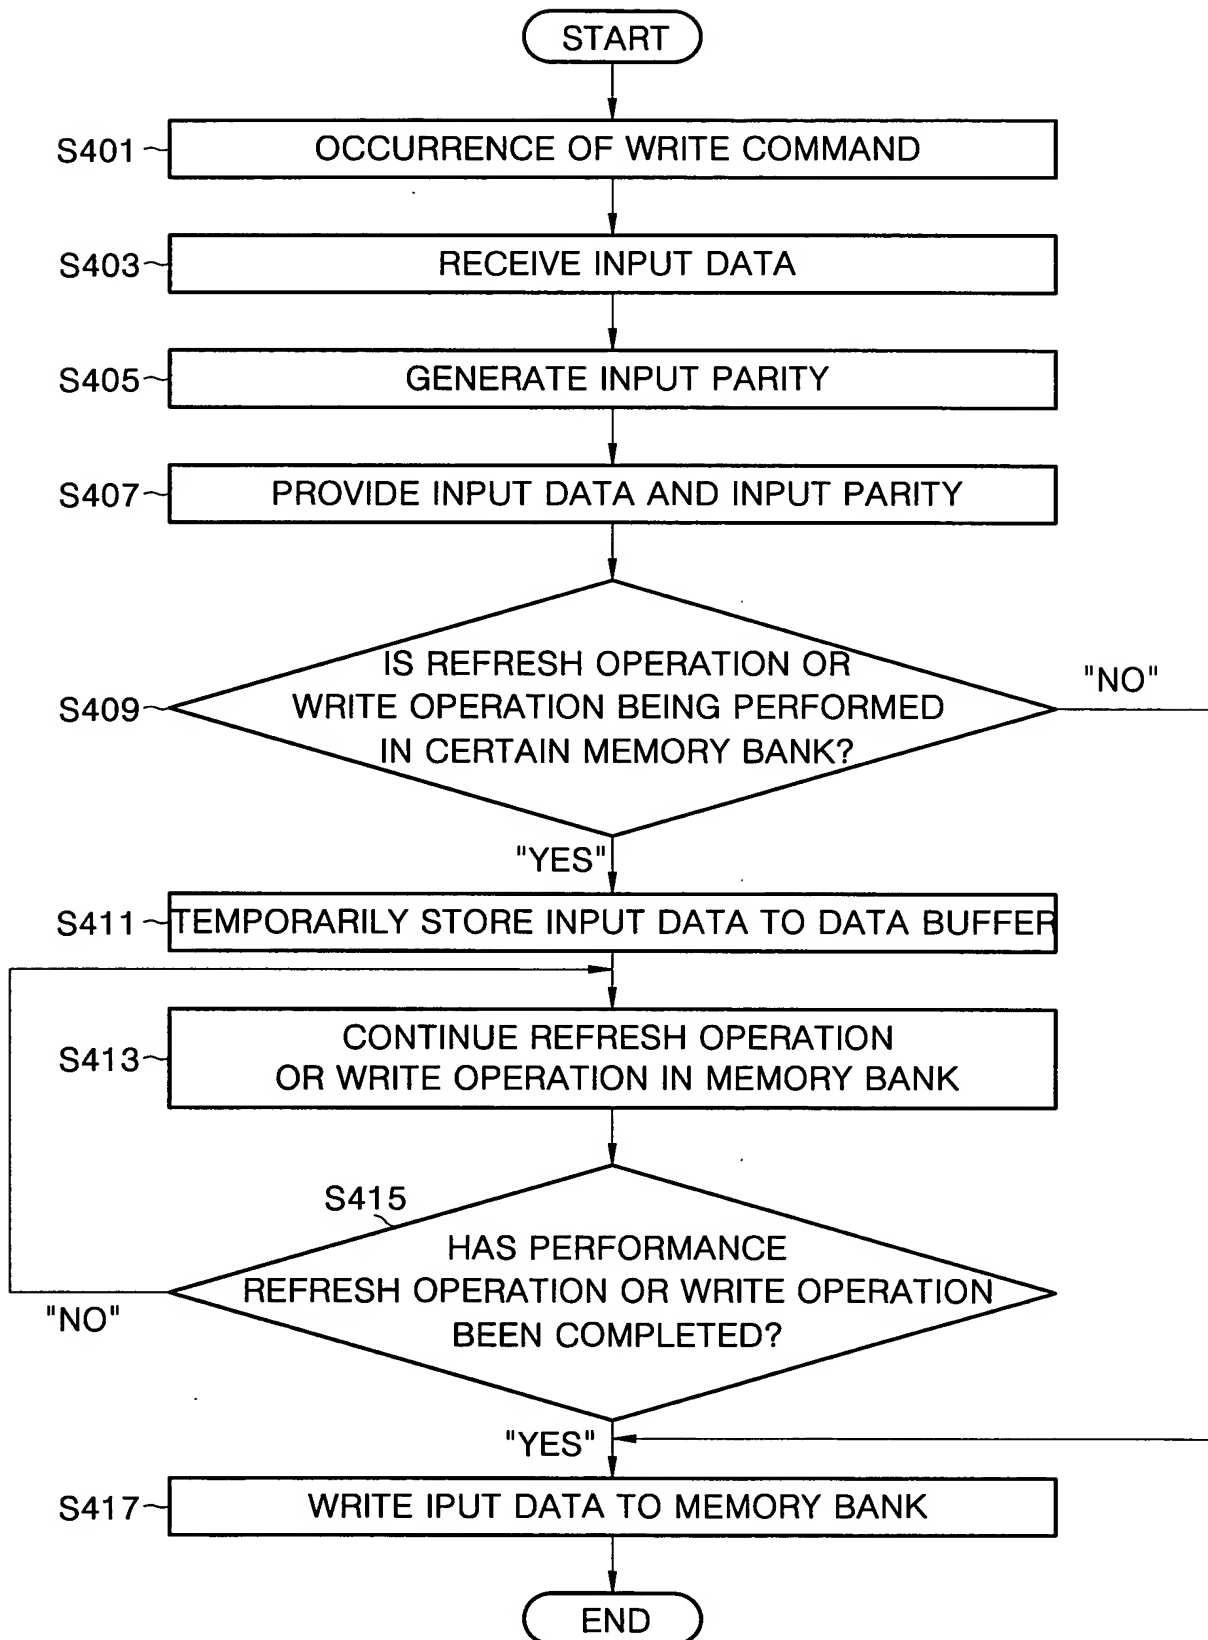 START
S401
OCCURRENCE OF WRITE COMMAND
S403
RECEIVE INPUT DATA
S405
GENERATE INPUT PARITY
S407
PROVIDE INPUT DATA AND INPUT PARITY
S409
IS REFRESH OPERATION OR
WRITE OPERATION BEING PERFORMED
IN CERTAIN MEMORY BANK?
"NO"
"YES"
S411
TEMPORARILY STORE INPUT DATA TO DATA BUFFER
S413
CONTINUE REFRESH OPERATION
OR WRITE OPERATION IN MEMORY BANK
S415
HAS PERFORMANCE
REFRESH OPERATION OR WRITE OPERATION
BEEN COMPLETED?
"NO"
"YES"
S417
WRITE IPUT DATA TO MEMORY BANK
END